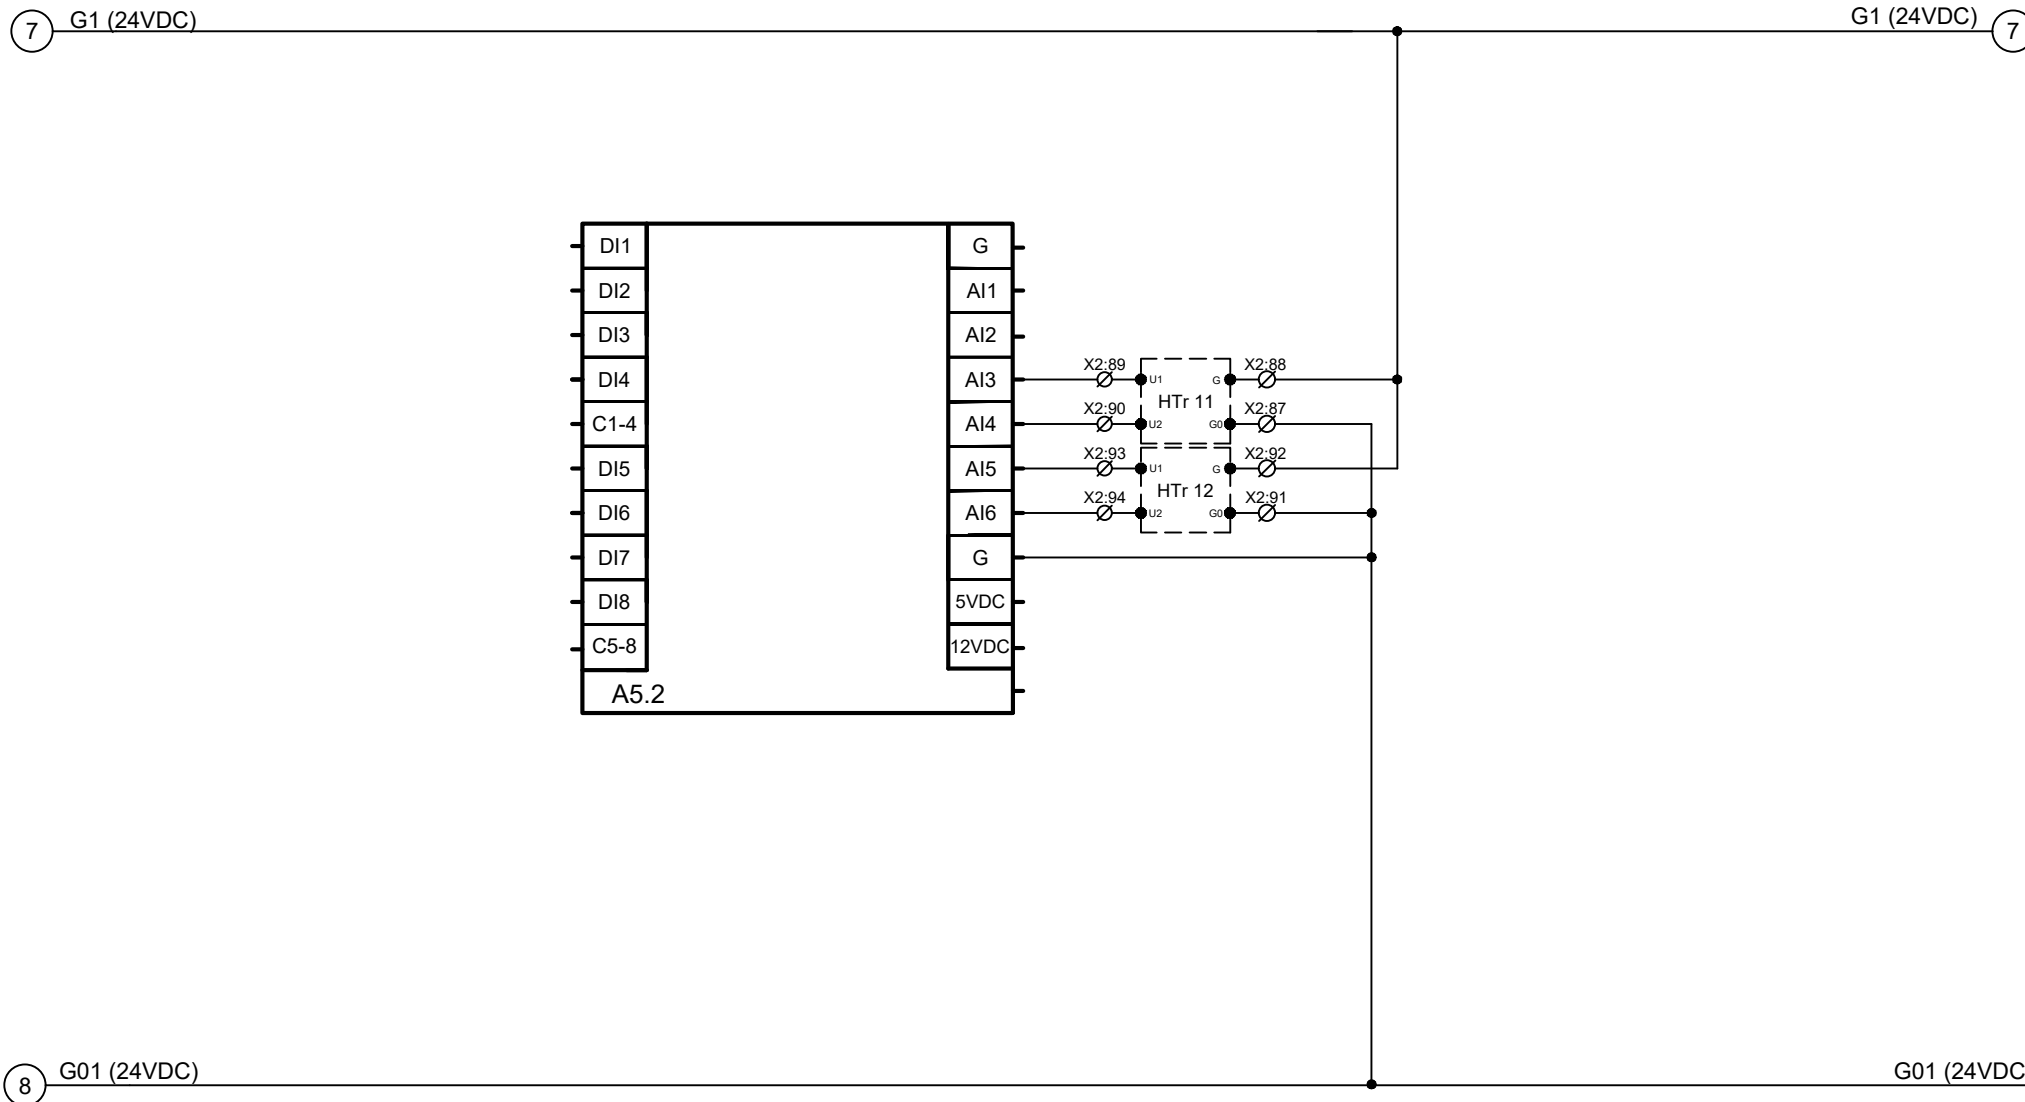 7 G1 (24VDC) G1 (24VDC) 7
DI1 G
DI2 AI1
DI3 AI2
X2:89 X2:88
DI4 AI3 U1 G
HTr 11
X2:90 X2:87
C1-4 AI4 U2 G0
X2:93 X2:92
DI5 AI5 U1 G
HTr 12
X2:94 X2:91
DI6 AI6 U2 G0
DI7 G
DI8 5VDC
C5-8 12VDC
A5.2
8 G01 (24VDC) G01 (24VDC